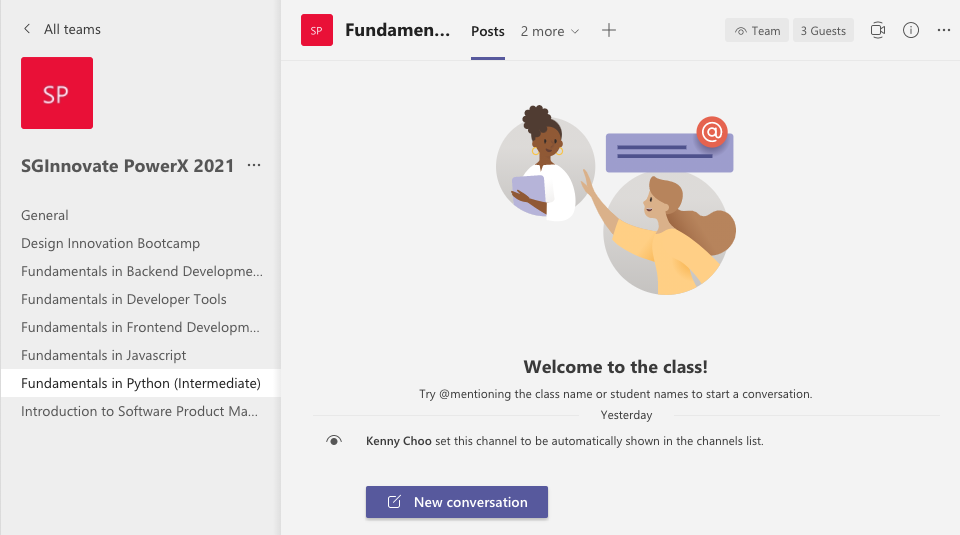 All teams
SP
SGInnovate PowerX 2021 ...
General
Design Innovation Bootcamp
Fundamentals in Backend Developme...
Fundamentals in Developer Tools
Fundamentals in Frontend Developm...
Fundamentals in Javascript
Fundamentals in Python (Intermediate)
Introduction to Software Product Ma...
SP Fundamen... Posts 2 more Team 3 Guests ...
@
Welcome to the class!
Try @mentioning the class name or student names to start a conversation.
Yesterday
Kenny Choo set this channel to be automatically shown in the channels list.
New conversation